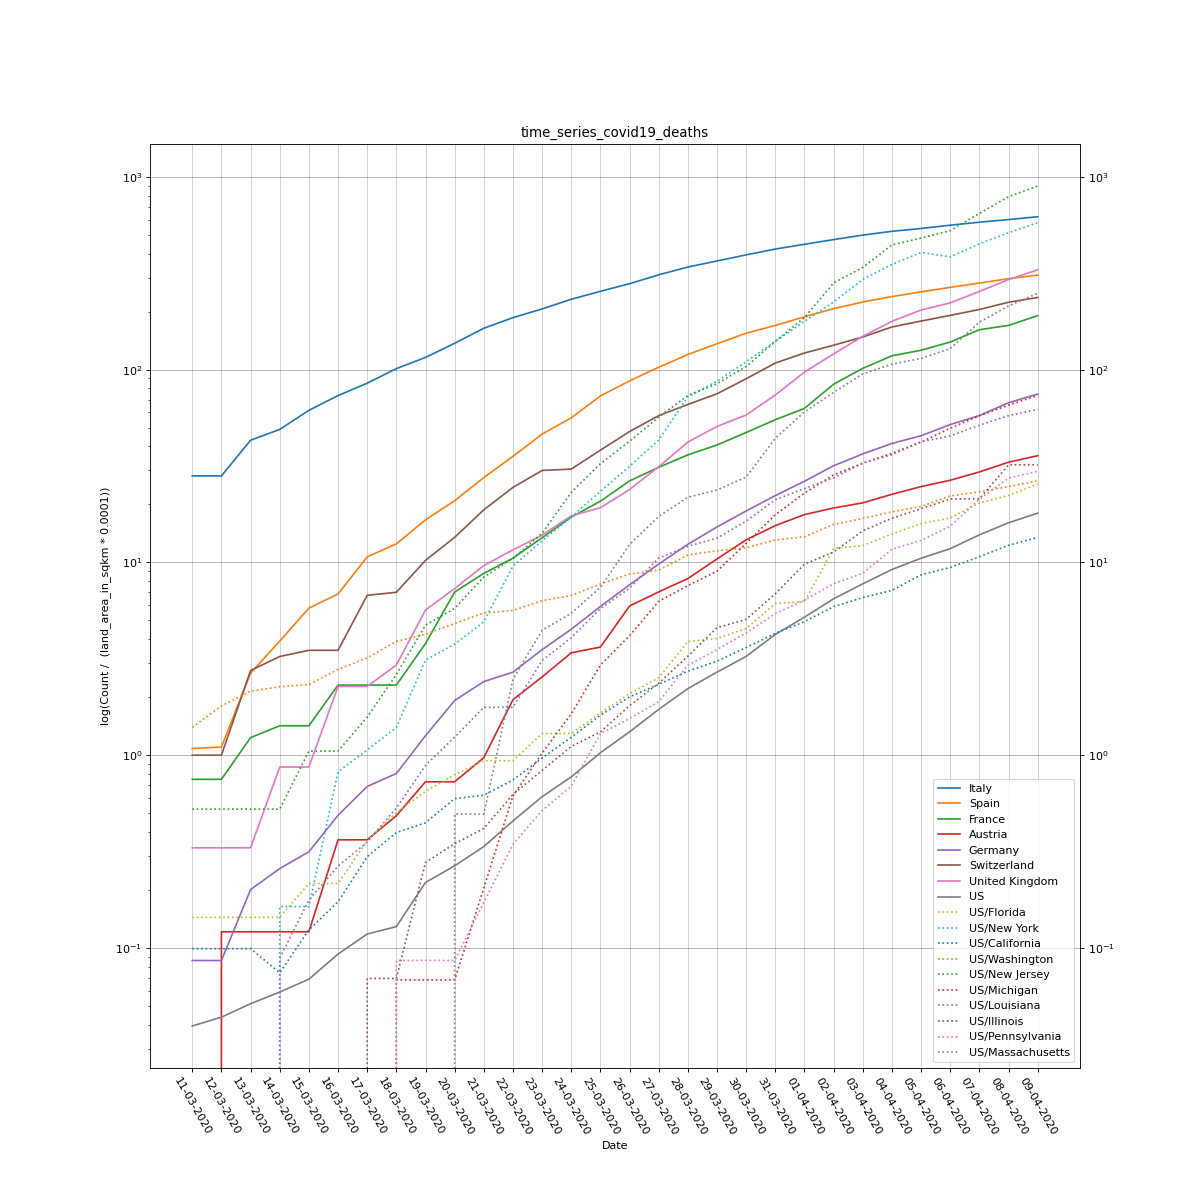 time_series_covid19_deaths
log(Count /  (land_area_in_sqkm * 0.0001))
10³
10²
10¹
10⁰
10⁻¹
10³
10²
10¹
10⁰
10⁻¹
Italy
Spain
France
Austria
Germany
Switzerland
United Kingdom
US
US/Florida
US/New York
US/California
US/Washington
US/New Jersey
US/Michigan
US/Louisiana
US/Illinois
US/Pennsylvania
US/Massachusetts
11-03-2020
12-03-2020
13-03-2020
14-03-2020
15-03-2020
16-03-2020
17-03-2020
18-03-2020
19-03-2020
20-03-2020
21-03-2020
22-03-2020
23-03-2020
24-03-2020
25-03-2020
26-03-2020
27-03-2020
28-03-2020
29-03-2020
30-03-2020
31-03-2020
01-04-2020
02-04-2020
03-04-2020
04-04-2020
05-04-2020
06-04-2020
07-04-2020
08-04-2020
09-04-2020
Date